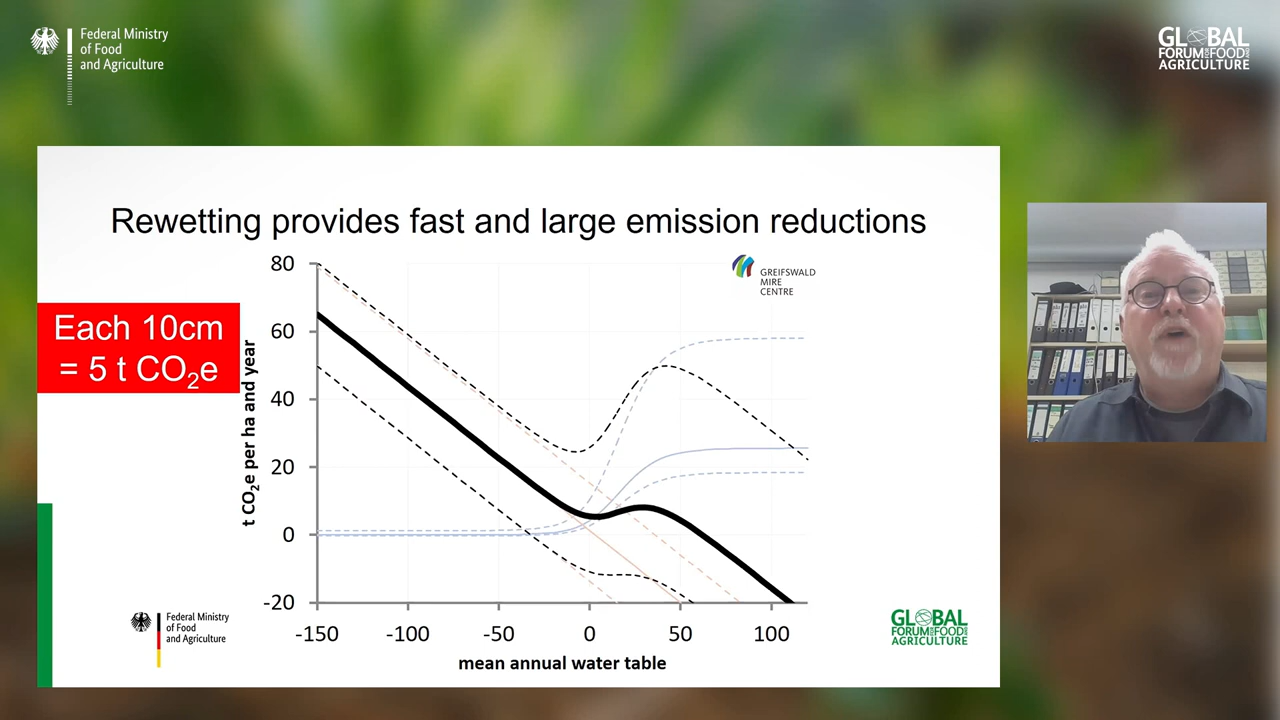 Federal Ministry
of Food
and Agriculture
GLOBAL
FORUM FOR FOOD AND
AGRICULTURE
Rewetting provides fast and large emission reductions
GREIFSWALD
MIRE
CENTRE
Each 10cm
= 5 t CO₂e
t CO₂e per ha and year
80
60
40
20
0
-20
-150
-100
-50
0
50
100
mean annual water table
Federal Ministry
of Food
and Agriculture
GLOBAL
FORUM FOR FOOD AND
AGRICULTURE